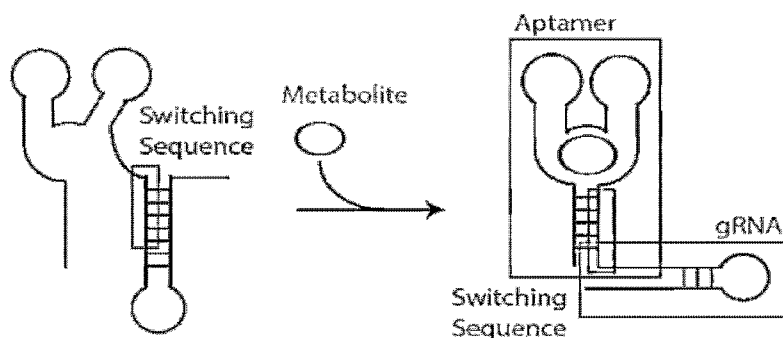 Aptamer
Metabolite
Switching
Sequence
gRNA
Switching
Sequence